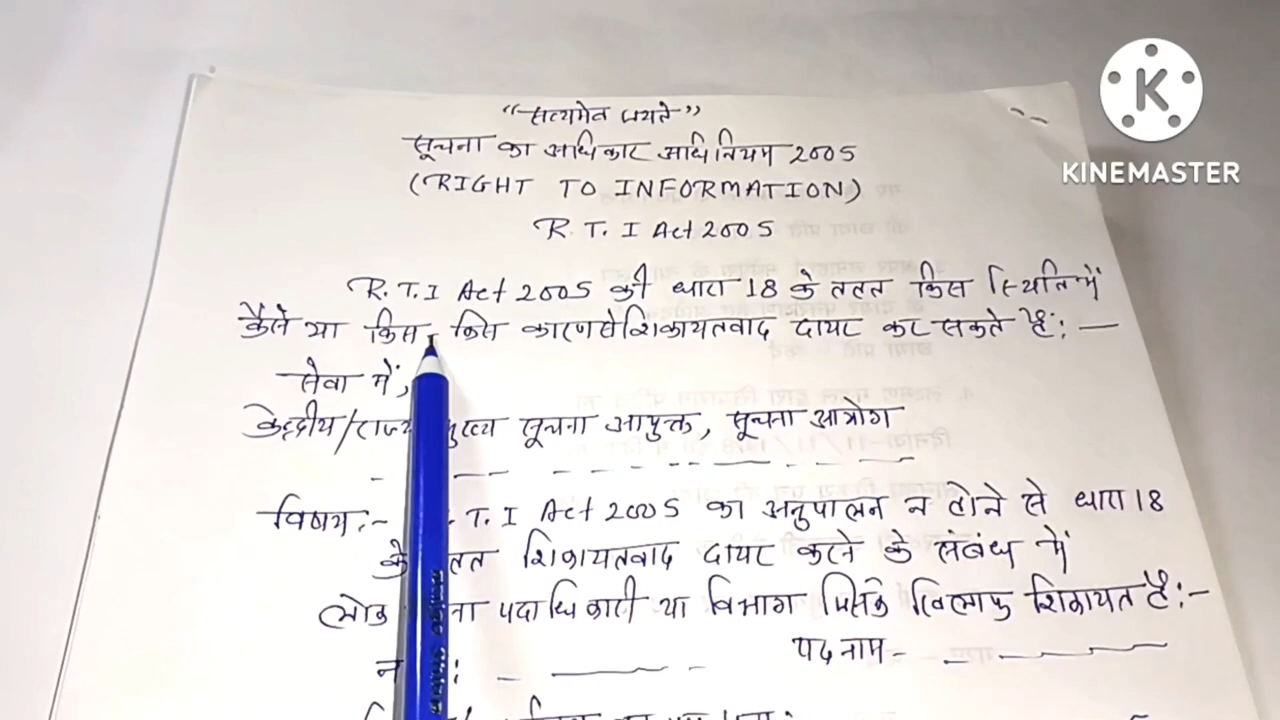 "सत्यमेव जयते"
सूचना का अधिकार अधिनियम 2005
(RIGHT TO INFORMATION)
R. T. I Act 2005
R.T.I Act 2005 की धारा 18 के तहत किस स्थिति में
कैसे या किस किस कारण से शिकायतवाद दायर कर सकते हैं:—
सेवा में,
केन्द्रीय/राज्य सूचना आयुक्त, सूचना आयोग
विषय:- T. I Act 2005 का अनुपालन न होने से धारा 18
के शिकायतवाद दायर करने के संबंध में
लोक पदाधिकारी या विभाग जिसके खिलाफ शिकायत है:-
पदनाम-
K
KINEMASTER